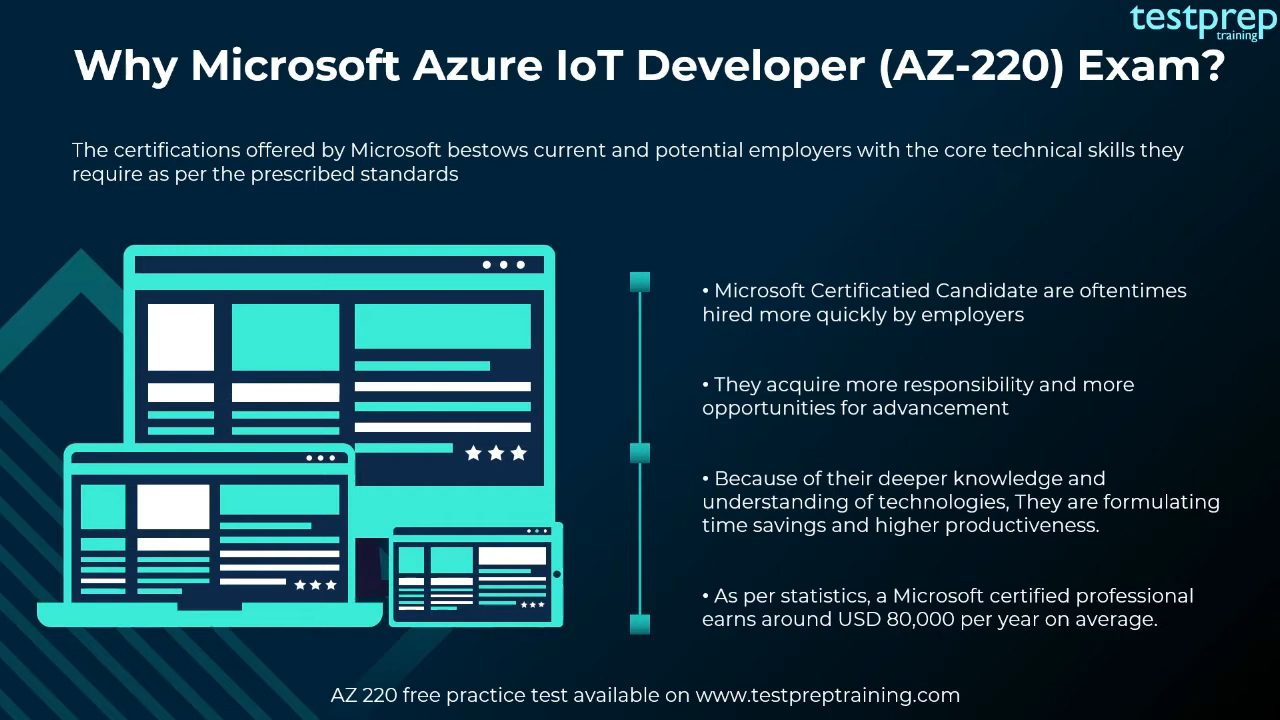 testprep
training
Why Microsoft Azure IoT Developer (AZ-220) Exam?
The certifications offered by Microsoft bestows current and potential employers with the core technical skills they
require as per the prescribed standards
• Microsoft Certificatied Candidate are oftentimes
hired more quickly by employers
• They acquire more responsibility and more
opportunities for advancement
• Because of their deeper knowledge and
understanding of technologies, They are formulating
time savings and higher productiveness.
• As per statistics, a Microsoft certified professional
earns around USD 80,000 per year on average.
AZ 220 free practice test available on www.testpreptraining.com